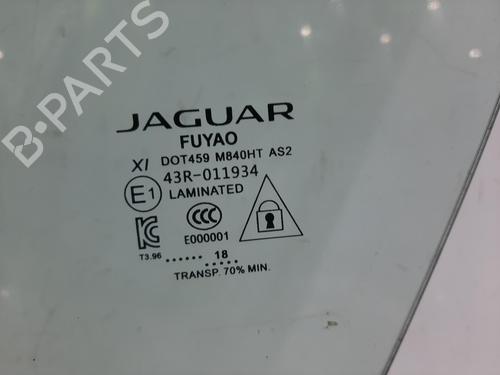 B-PARTS
JAGUAR
FUYAO
XI DOT459 M840HT AS2
E1 43R-011934
LAMINATED
CCC
E000001
KC
T3.96
...... 18
.....
TRANSP. 70% MIN.